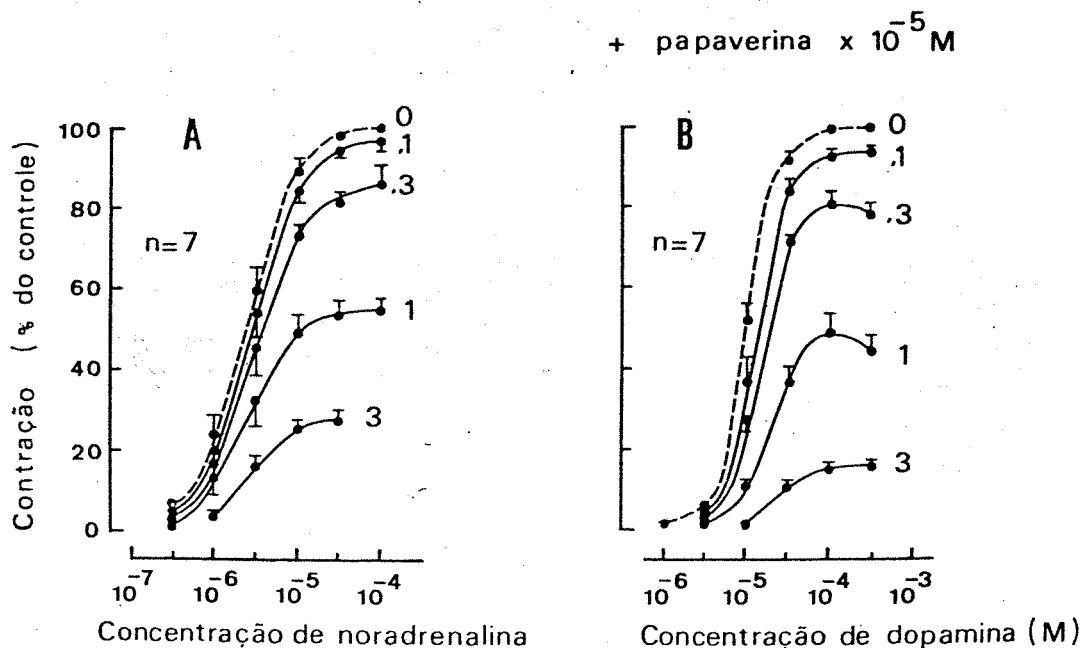 + papaverina x 10⁻⁵ M
A
B
Contração (% do controle)
100
80
60
40
20
0
n=7
0
.1
.3
1
3
n=7
0
.1
.3
1
3
10⁻⁷ 10⁻⁶ 10⁻⁵ 10⁻⁴
10⁻⁶ 10⁻⁵ 10⁻⁴ 10⁻³
Concentração de noradrenalina
Concentração de dopamina (M)